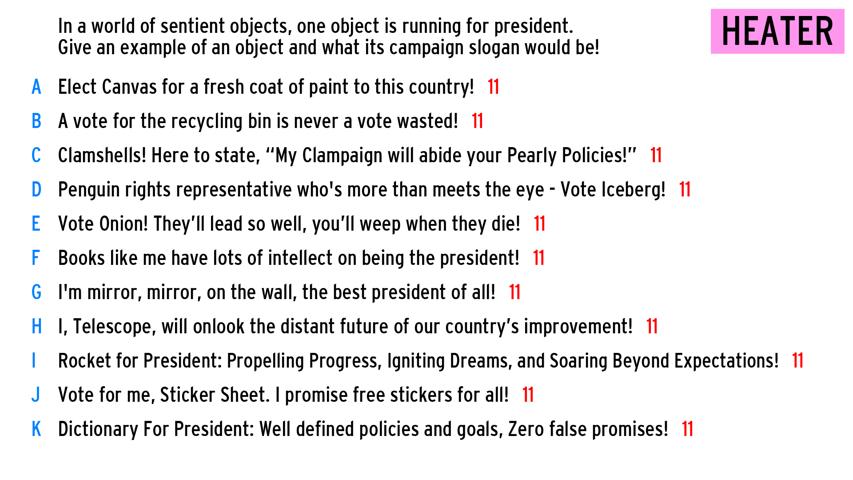 In a world of sentient objects, one object is running for president.
Give an example of an object and what its campaign slogan would be!
HEATER
A Elect Canvas for a fresh coat of paint to this country! 11
B A vote for the recycling bin is never a vote wasted! 11
C Clamshells! Here to state, “My Clampaign will abide your Pearly Policies!” 11
D Penguin rights representative who's more than meets the eye - Vote Iceberg! 11
E Vote Onion! They’ll lead so well, you’ll weep when they die! 11
F Books like me have lots of intellect on being the president! 11
G I'm mirror, mirror, on the wall, the best president of all! 11
H I, Telescope, will onlook the distant future of our country’s improvement! 11
I Rocket for President: Propelling Progress, Igniting Dreams, and Soaring Beyond Expectations! 11
J Vote for me, Sticker Sheet. I promise free stickers for all! 11
K Dictionary For President: Well defined policies and goals, Zero false promises! 11